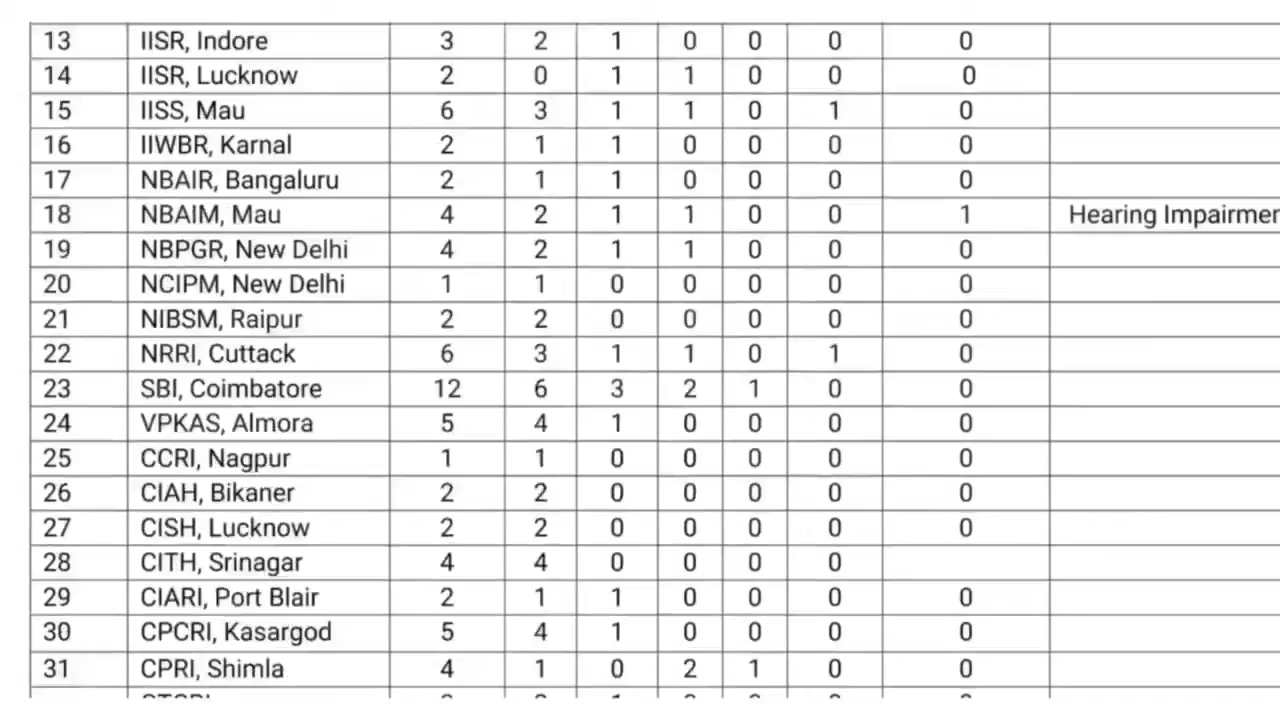 13 IISR, Indore 3 2 1 0 0 0 0
14 IISR, Lucknow 2 0 1 1 0 0 0
15 IISS, Mau 6 3 1 1 0 1 0
16 IIWBR, Karnal 2 1 1 0 0 0 0
17 NBAIR, Bangaluru 2 1 1 0 0 0 0
18 NBAIM, Mau 4 2 1 1 0 0 1 Hearing Impairmen
19 NBPGR, New Delhi 4 2 1 1 0 0 0
20 NCIPM, New Delhi 1 1 0 0 0 0 0
21 NIBSM, Raipur 2 2 0 0 0 0 0
22 NRRI, Cuttack 6 3 1 1 0 1 0
23 SBI, Coimbatore 12 6 3 2 1 0 0
24 VPKAS, Almora 5 4 1 0 0 0 0
25 CCRI, Nagpur 1 1 0 0 0 0 0
26 CIAH, Bikaner 2 2 0 0 0 0 0
27 CISH, Lucknow 2 2 0 0 0 0 0
28 CITH, Srinagar 4 4 0 0 0 0
29 CIARI, Port Blair 2 1 1 0 0 0 0
30 CPCRI, Kasargod 5 4 1 0 0 0 0
31 CPRI, Shimla 4 1 0 2 1 0 0